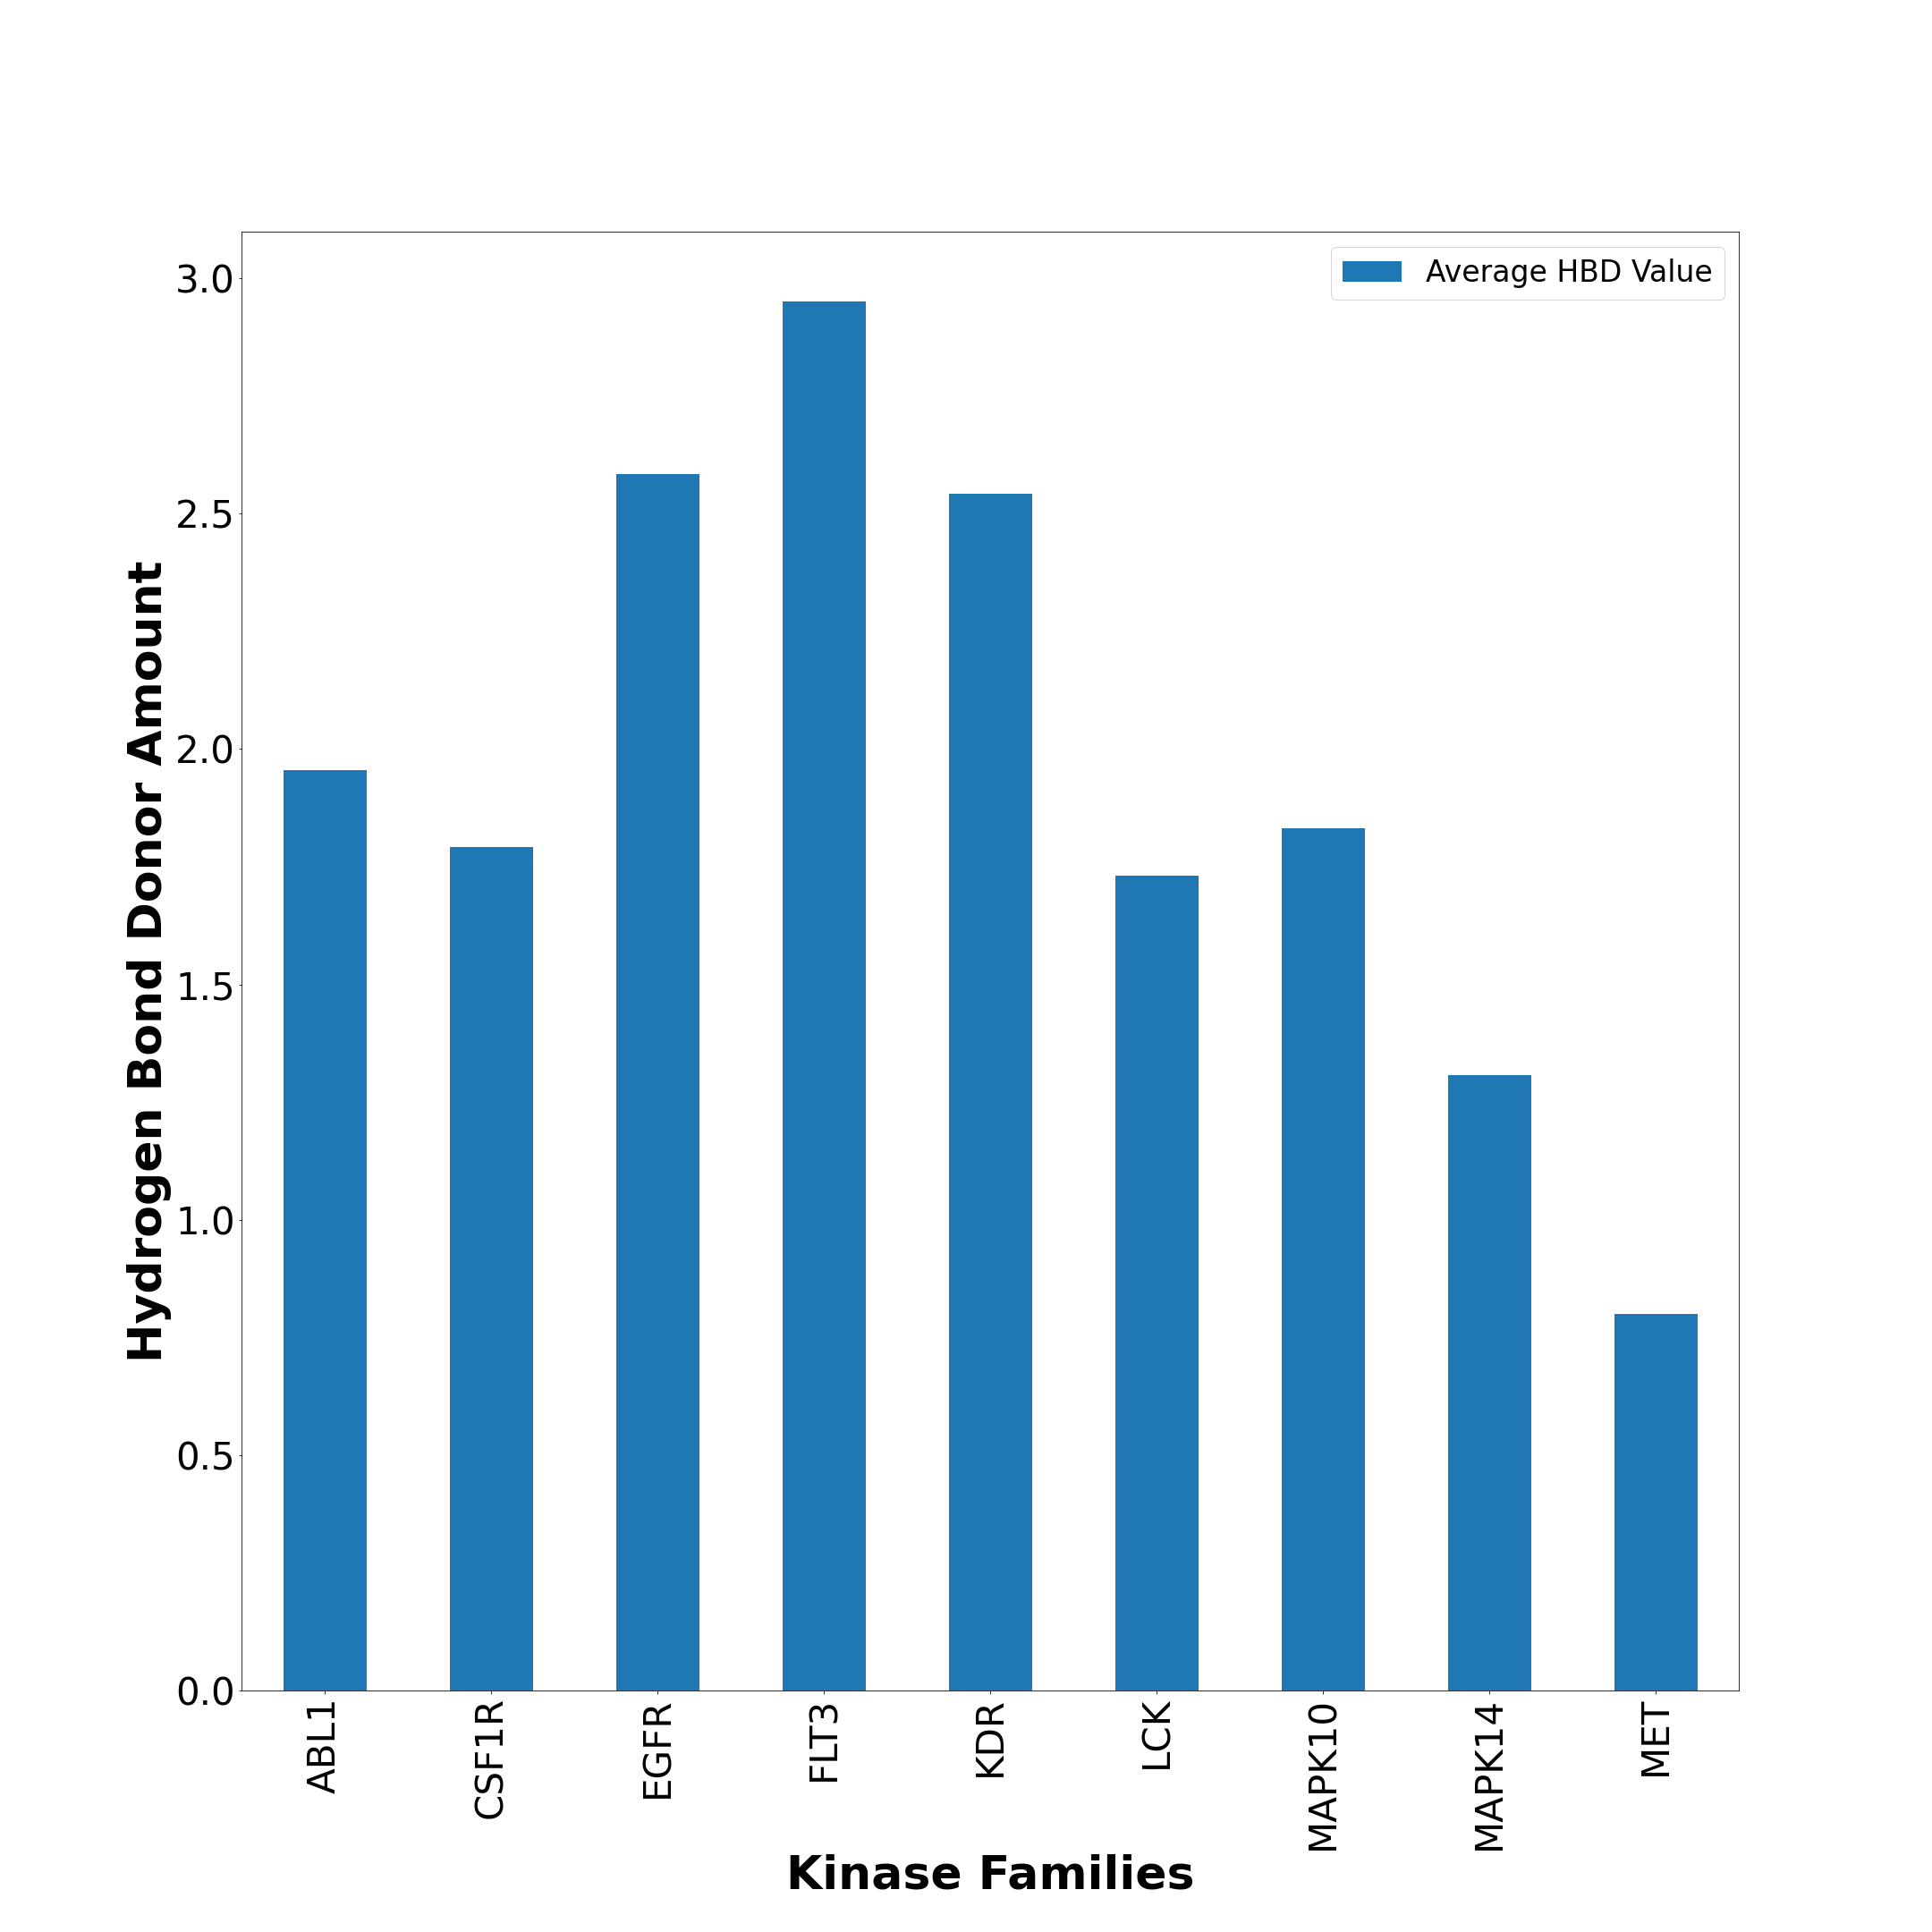 Average HBD Value
Hydrogen Bond Donor Amount
3.0
2.5
2.0
1.5
1.0
0.5
0.0
ABL1
CSF1R
EGFR
FLT3
KDR
LCK
MAPK10
MAPK14
MET
Kinase Families